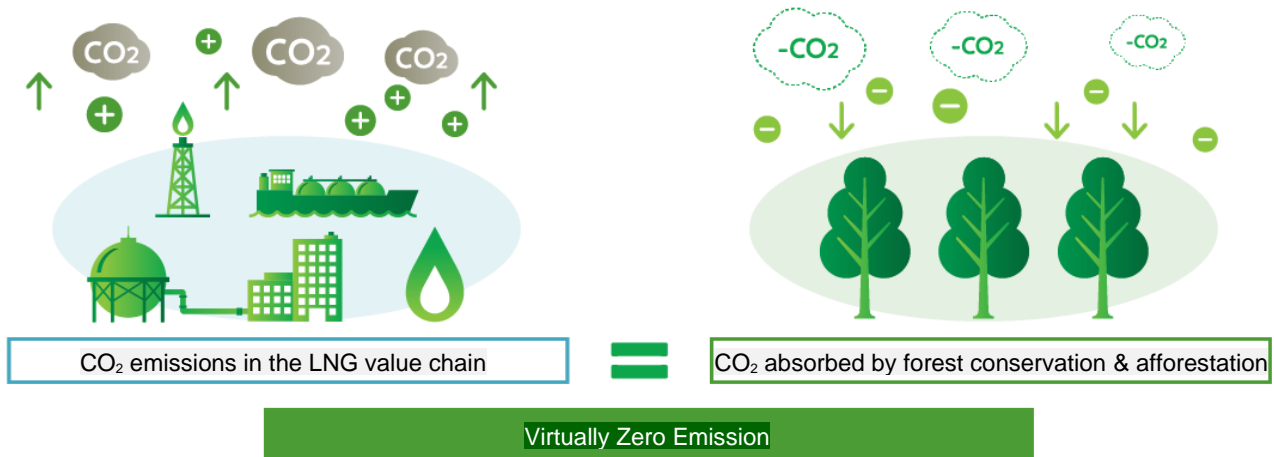 CO₂ CO₂ CO₂
-CO₂ -CO₂ -CO₂
CO₂ emissions in the LNG value chain
CO₂ absorbed by forest conservation & afforestation
Virtually Zero Emission